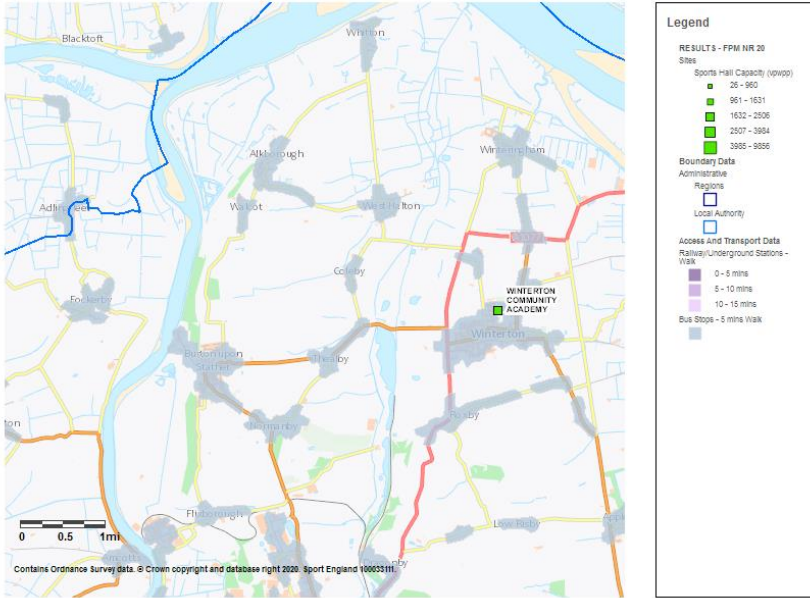 Blacktoft
Whitton
Alkborough
Winteringham
Walcot
West Halton
Coleby
Fockerby
WINTERTON
COMMUNITY
ACADEMY
Winterton
Burton upon
Stather
Thealby
Normanby
Roxby
Flixborough
Low Risby
Amcotts
0 0.5 1mi
Contains Ordnance Survey data. © Crown copyright and database right 2020. Sport England 100033111.
Legend
RESULTS - FPM NR 20
Sites
Sports Hall Capacity (vpwpp)
26 - 960
961 - 1631
1632 - 2506
2507 - 3984
3985 - 9856
Boundary Data
Administrative
Regions
Local Authority
Access And Transport Data
Railway/Underground Stations -
Walk
0 - 5 mins
5 - 10 mins
10 - 15 mins
Bus Stops - 5 mins Walk